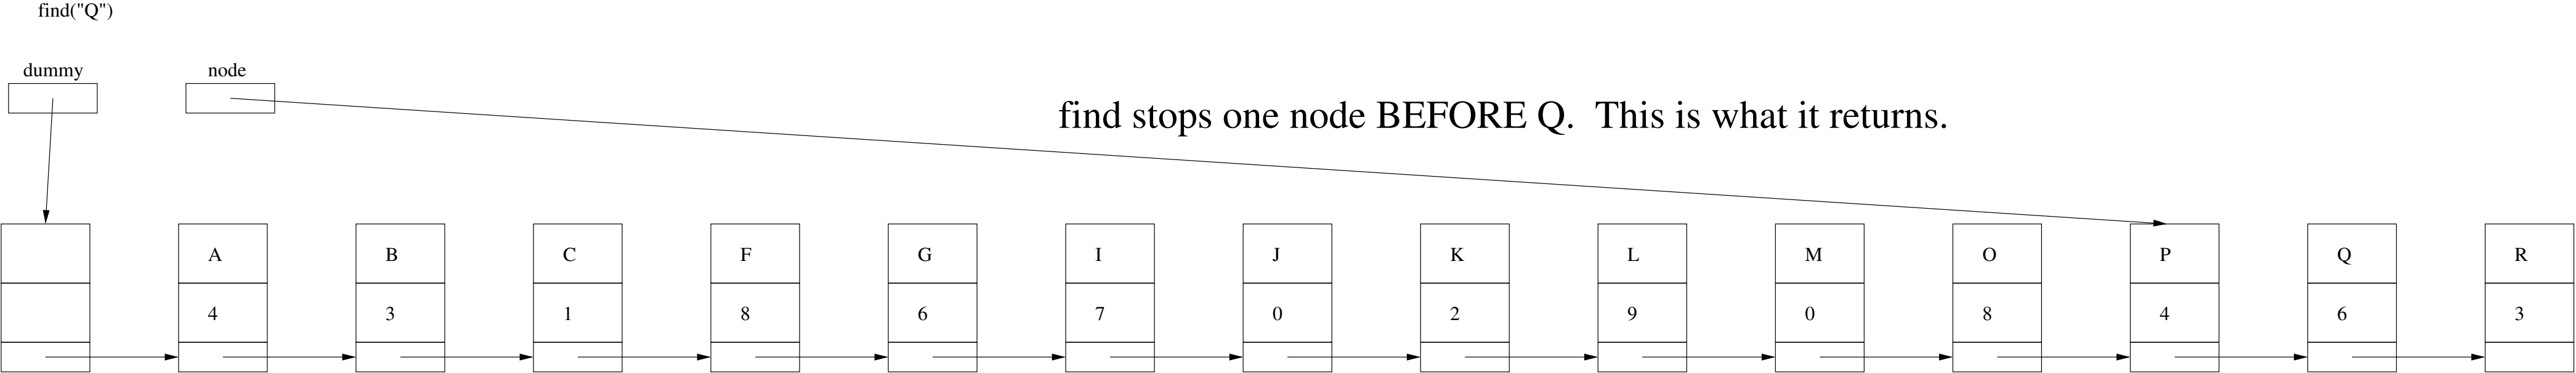 find("Q")
dummy node
find stops one node BEFORE Q. This is what it returns.
A B C F G I J K L M O P Q R
4 3 1 8 6 7 0 2 9 0 8 4 6 3